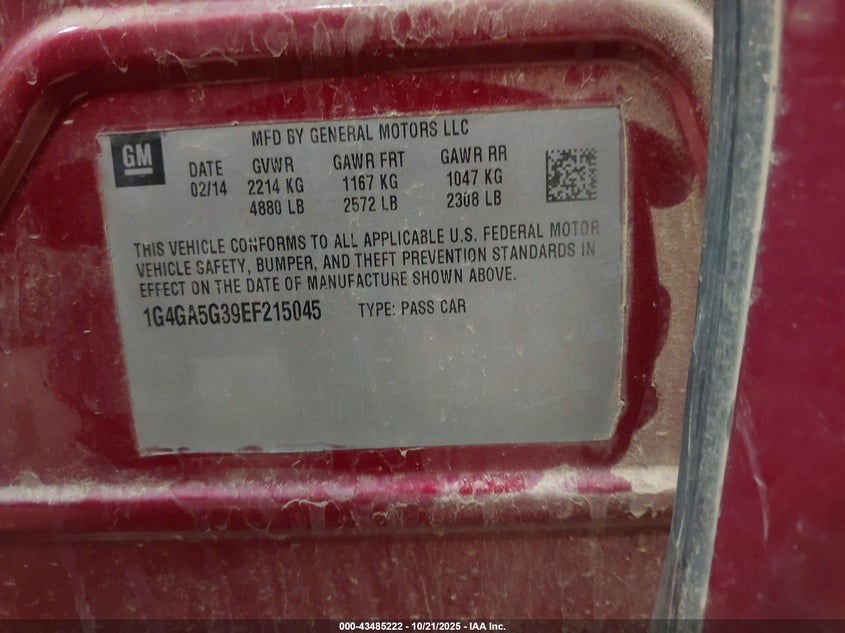 MFD BY GENERAL MOTORS LLC
GM
DATE GVWR GAWR FRT GAWR RR
02/14 2214 KG 1167 KG 1047 KG
4880 LB 2572 LB 2308 LB
THIS VEHICLE CONFORMS TO ALL APPLICABLE U.S. FEDERAL MOTOR
VEHICLE SAFETY, BUMPER, AND THEFT PREVENTION STANDARDS IN
EFFECT ON THE DATE OF MANUFACTURE SHOWN ABOVE.
1G4GA5G39EF215045 TYPE: PASS CAR
000-43485222 - 10/21/2025 - IAA Inc.